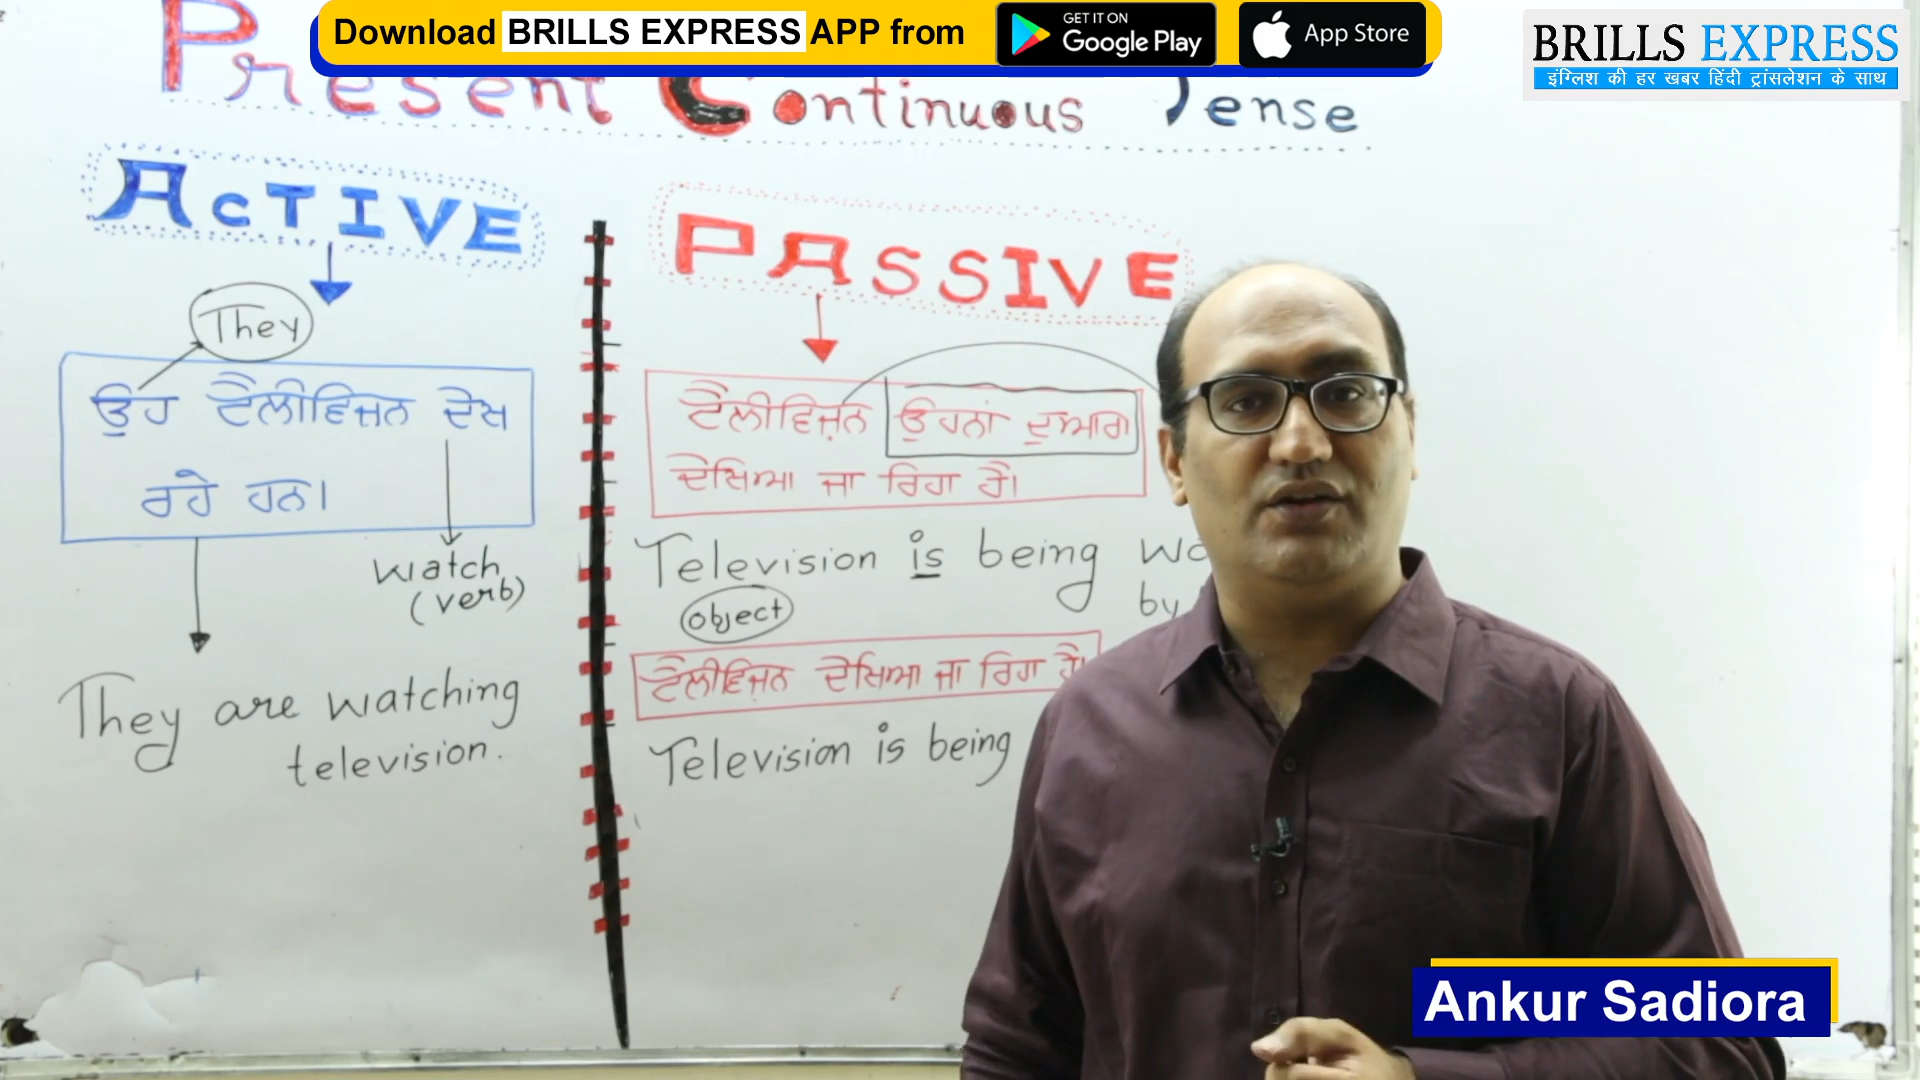 Download BRILLS EXPRESS APP from
GET IT ON
Google Play
App Store
BRILLS EXPRESS
इंग्लिश की हर खबर हिंदी ट्रांसलेशन के साथ
Present Continuous Tense
ACTIVE
PASSIVE
They
ਉਹ ਟੈਲੀਵਿਜ਼ਨ ਦੇਖ
ਰਹੇ ਹਨ।
watch
(verb)
They are watching
television.
ਟੈਲੀਵਿਜ਼ਨ ਉਹਨਾਂ ਦੁਆਰਾ
ਦੇਖਿਆ ਜਾ ਰਿਹਾ ਹੈ।
Television is being
by
object
ਟੈਲੀਵਿਜ਼ਨ ਦੇਖਿਆ ਜਾ ਰਿਹਾ ਹੈ।
Television is being
Ankur Sadiora